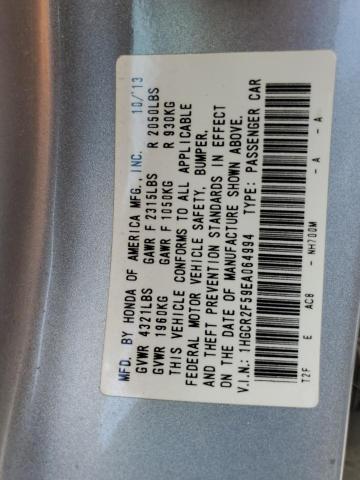 MFD. BY HONDA OF AMERICA MFG., INC. 10/13
GVWR 4321LBS GAWR F 2315LBS R 2050LBS
GVWR 1960KG GAWR F 1050KG R 930KG
THIS VEHICLE CONFORMS TO ALL APPLICABLE
FEDERAL MOTOR VEHICLE SAFETY, BUMPER,
AND THEFT PREVENTION STANDARDS IN EFFECT
ON THE DATE OF MANUFACTURE SHOWN ABOVE.
V.I.N: 1HGCR2F59EA064994 TYPE: PASSENGER CAR
T2F E AC8 - NH700M - A - A